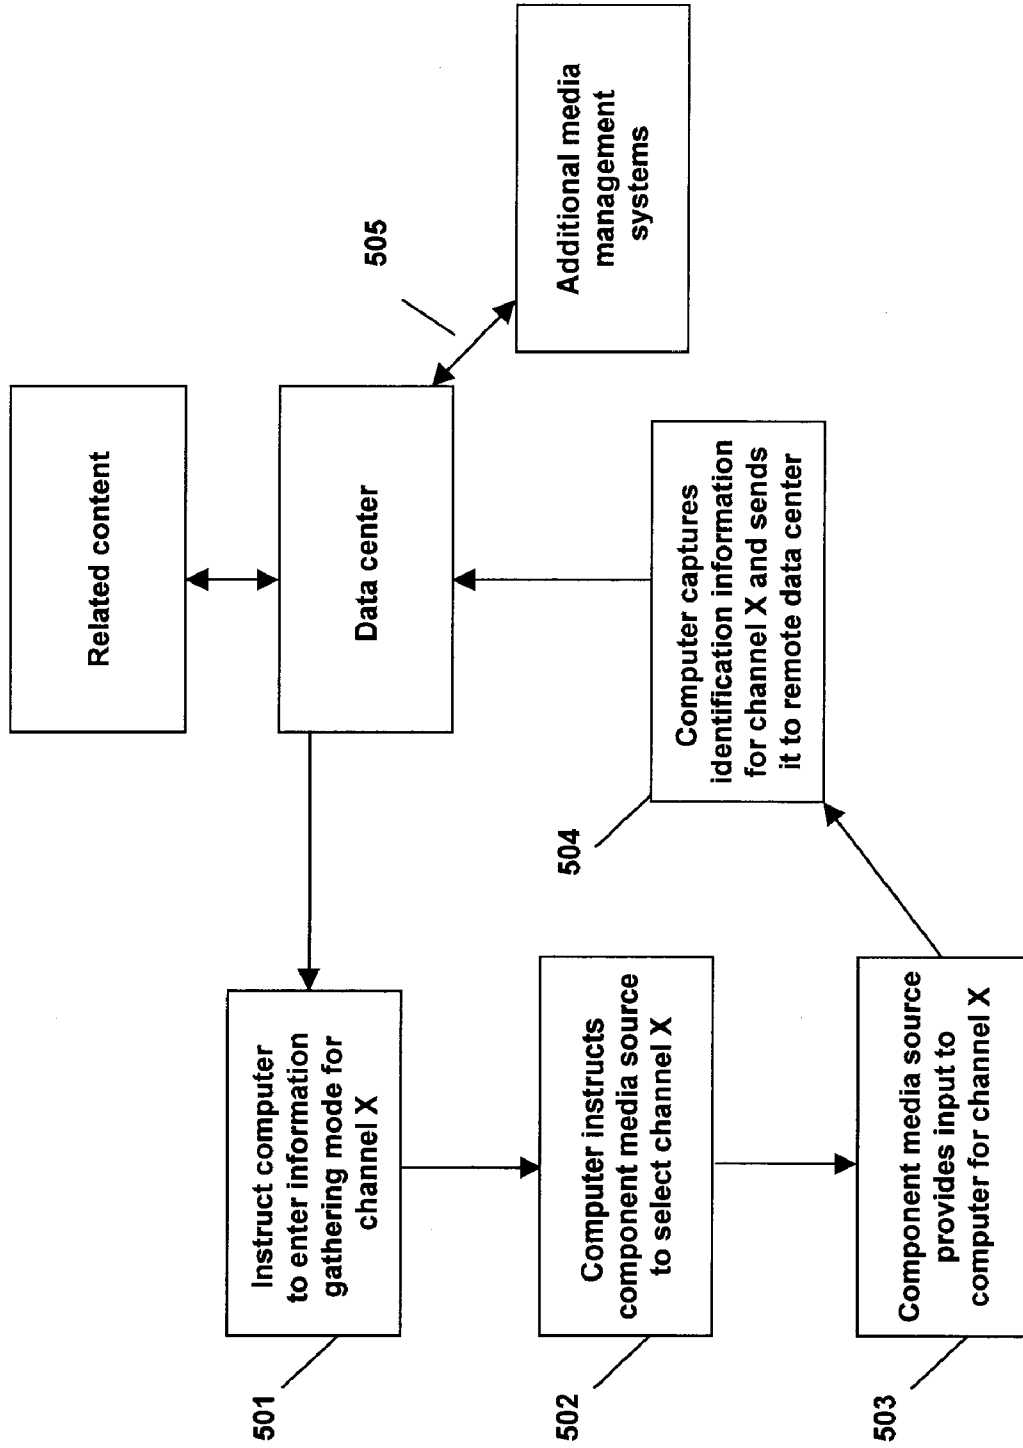 Related content
Data center
505
Additional media
management
systems
Instruct computer
to enter information
gathering mode for
channel X
501
Computer instructs
component media source
to select channel X
502
Component media source
provides input to
computer for channel X
503
Computer captures
identification information
for channel X and sends
it to remote data center
504